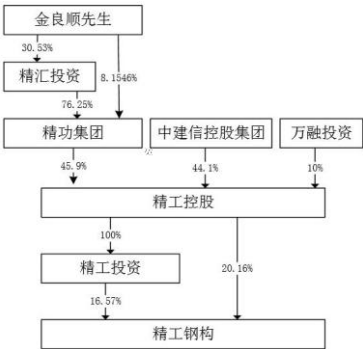 金良顺先生
30.53%
8.1546%
精汇投资
76.25%
精功集团
中建信控股集团
万融投资
45.9%
44.1%
10%
精工控股
100%
精工投资
20.16%
16.57%
精工钢构